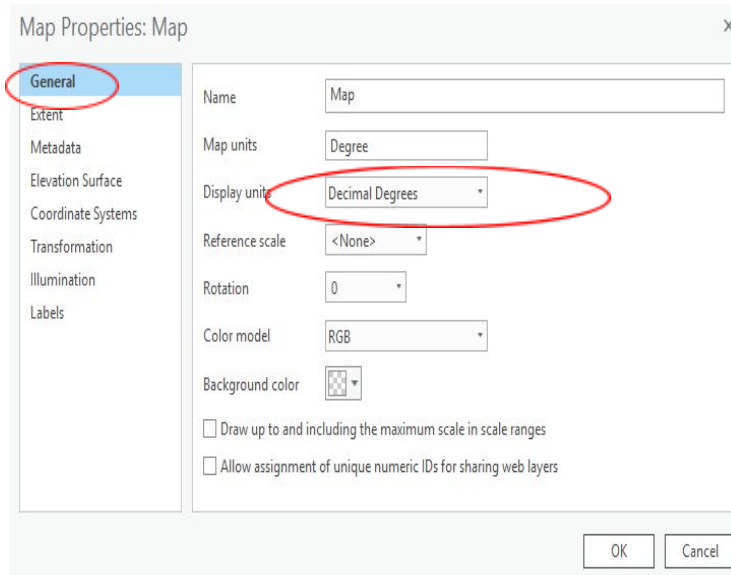 Map Properties: Map
X
General
Extent
Metadata
Elevation Surface
Coordinate Systems
Transformation
Illumination
Labels
Name Map
Map units Degree
Display units Decimal Degrees
Reference scale <None>
Rotation 0
Color model RGB
Background color
Draw up to and including the maximum scale in scale ranges
Allow assignment of unique numeric IDs for sharing web layers
OK Cancel